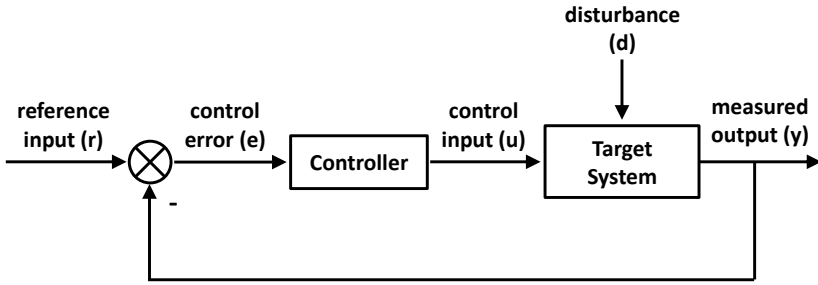 disturbance
(d)
reference
input (r)
control
error (e)
Controller
control
input (u)
Target
System
measured
output (y)
-